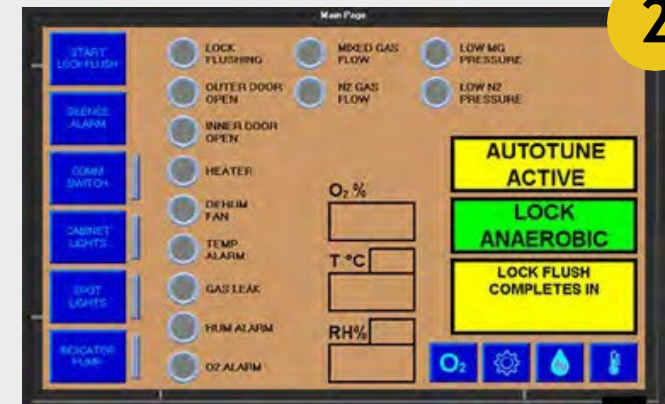 Main Page
2
START
LOCK FLUSH
SILENCE
ALARM
COMM
SWITCH
CABINET
LIGHTS
SPOT
LIGHTS
INDICATOR
PUMP
LOCK
FLUSHING
OUTER DOOR
OPEN
INNER DOOR
OPEN
HEATER
DEHUM
FAN
TEMP
ALARM
GAS LEAK
HUM ALARM
O2 ALARM
MIXED GAS
FLOW
N2 GAS
FLOW
LOW MG
PRESSURE
LOW N2
PRESSURE
O₂ %
T °C
RH%
AUTOTUNE
ACTIVE
LOCK
ANAEROBIC
LOCK FLUSH
COMPLETES IN
O₂